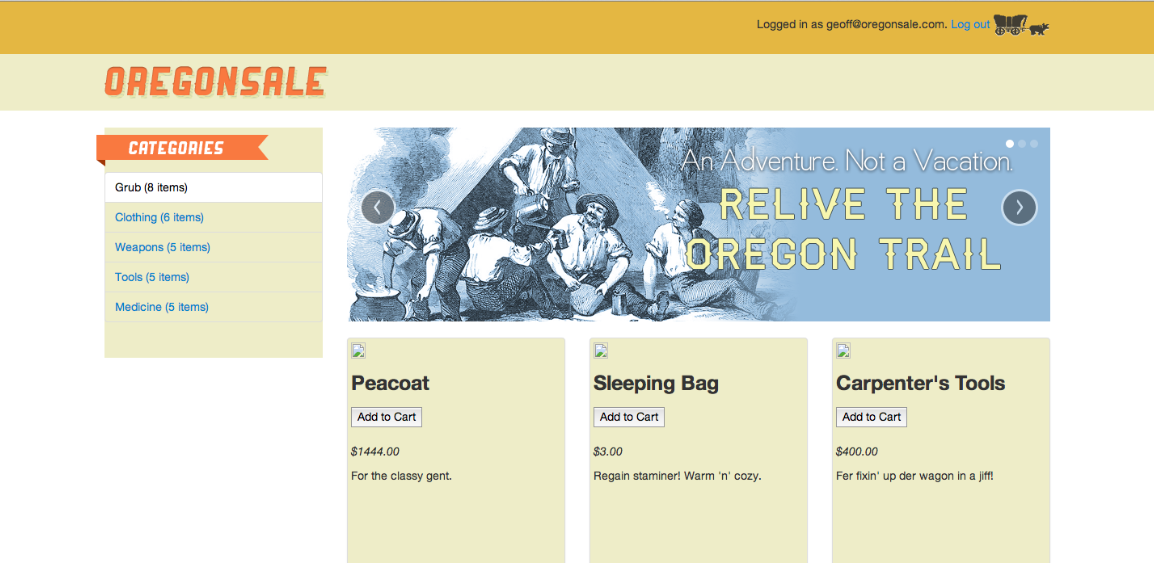 Logged in as geoff@oregonsale.com. Log out
OREGONSALE
CATEGORIES
Grub (8 items)
Clothing (6 items)
Weapons (5 items)
Tools (5 items)
Medicine (5 items)
An Adventure. Not a Vacation.
RELIVE THE
OREGON TRAIL
Peacoat
Add to Cart
$1444.00
For the classy gent.
Sleeping Bag
Add to Cart
$3.00
Regain staminer! Warm 'n' cozy.
Carpenter's Tools
Add to Cart
$400.00
Fer fixin' up der wagon in a jiff!